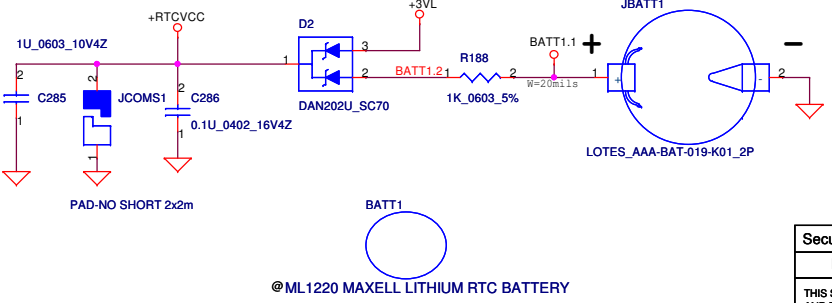 +RTCVCC
+3VL
JBATT1
D2
1U_0603_10V4Z
BATT1.1
+
-
1
3
R188
2
BATT1.2
1
2
1
+
-
2
W=20mils
2
2
2
C285
JCOMS1
C286
DAN202U_SC70
1K_0603_5%
1
1
1
0.1U_0402_16V4Z
LOTES_AAA-BAT-019-K01_2P
PAD-NO SHORT 2x2m
BATT1
Secu
@ML1220 MAXELL LITHIUM RTC BATTERY
THIS S